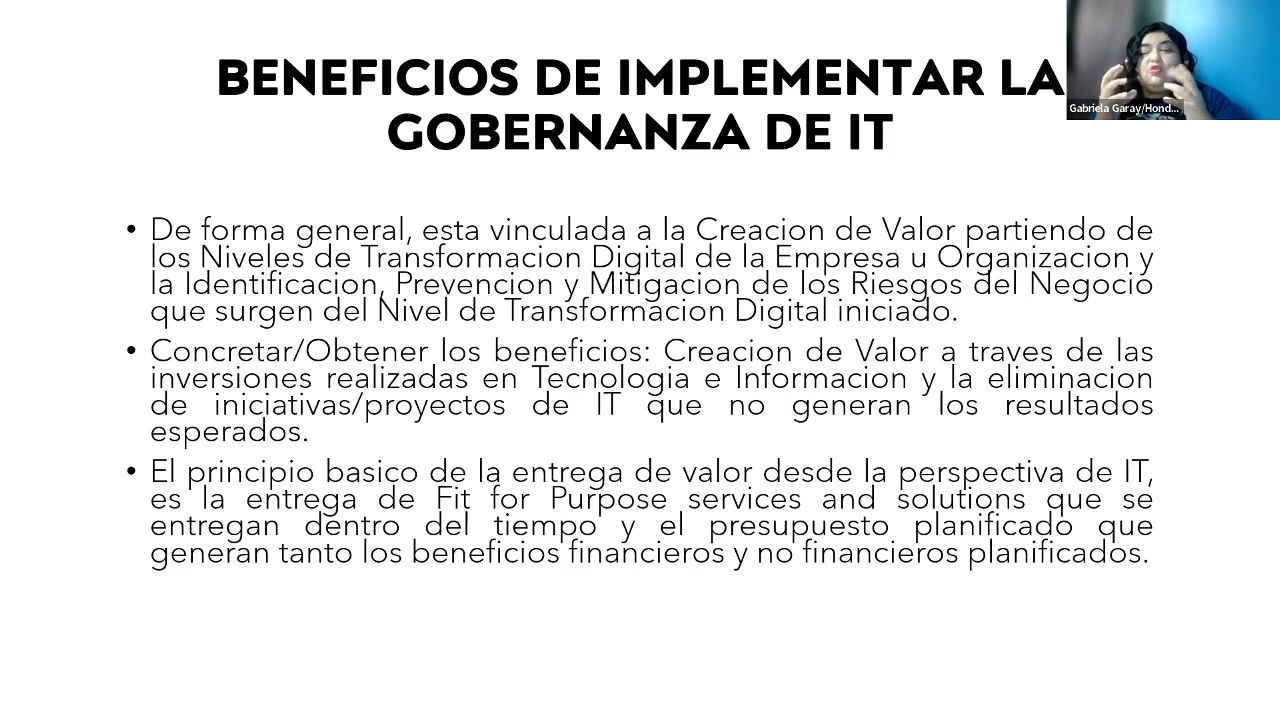 BENEFICIOS DE IMPLEMENTAR LA
GOBERNANZA DE IT
Gabriela Garay/Hond...
• De forma general, esta vinculada a la Creacion de Valor partiendo de
los Niveles de Transformacion Digital de la Empresa u Organizacion y
la Identificacion, Prevencion y Mitigacion de los Riesgos del Negocio
que surgen del Nivel de Transformacion Digital iniciado.
• Concretar/Obtener los beneficios: Creacion de Valor a traves de las
inversiones realizadas en Tecnologia e Informacion y la eliminacion
de iniciativas/proyectos de IT que no generan los resultados
esperados.
• El principio basico de la entrega de valor desde la perspectiva de IT,
es la entrega de Fit for Purpose services and solutions que se
entregan dentro del tiempo y el presupuesto planificado que
generan tanto los beneficios financieros y no financieros planificados.